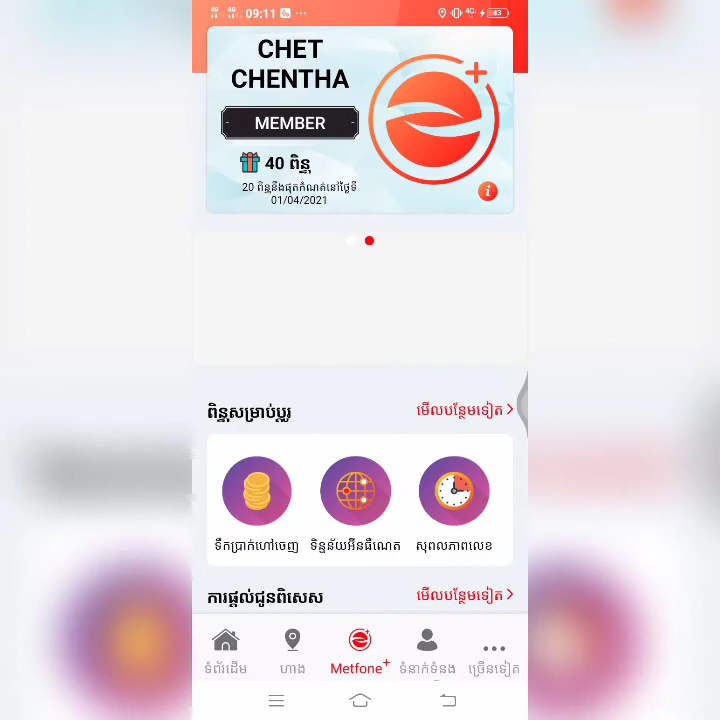 09:11
4G
43
CHET
CHENTHA
MEMBER
40 ពិន្ទុ
20 ពិន្ទុនឹងផុតកំណត់នៅថ្ងៃទី
01/04/2021
ពិន្ទុសម្រាប់ប្ដូរ
មើលបន្ថែមទៀត
ទឹកប្រាក់ហៅចេញ
ទិន្នន័យអ៊ីនធឺណេត
សុពលភាពលេខ
ការផ្ដល់ជូនពិសេស
មើលបន្ថែមទៀត
ទំព័រដើម
ហាង
Metfone+
ទំនាក់ទំនង
ច្រើនទៀត